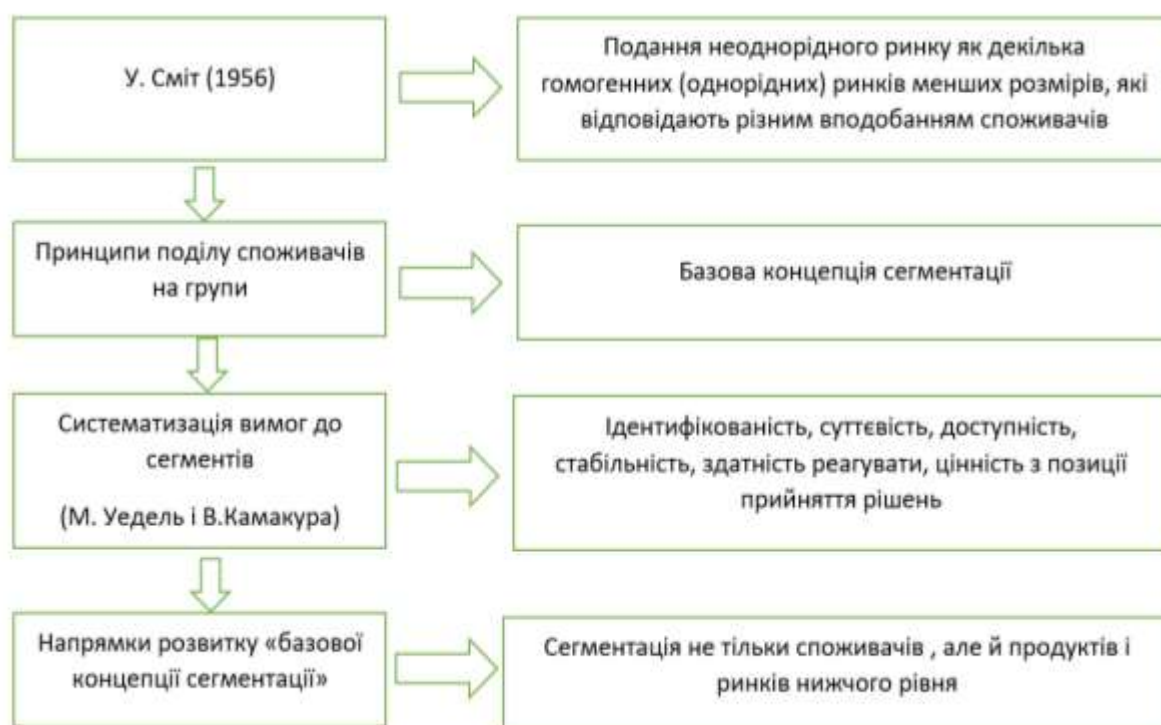 У. Сміт (1956)
Подання неоднорідного ринку як декілька
гомогенних (однорідних) ринків менших розмірів, які
відповідають різним вподобанням споживачів
Принципи поділу споживачів
на групи
Базова концепція сегментації
Систематизація вимог до
сегментів
(М. Уедель і В.Камакура)
Ідентифікованість, суттєвість, доступність,
стабільність, здатність реагувати, цінність з позиції
прийняття рішень
Напрямки розвитку «базової
концепції сегментації»
Сегментація не тільки споживачів , але й продуктів і
ринків нижчого рівня